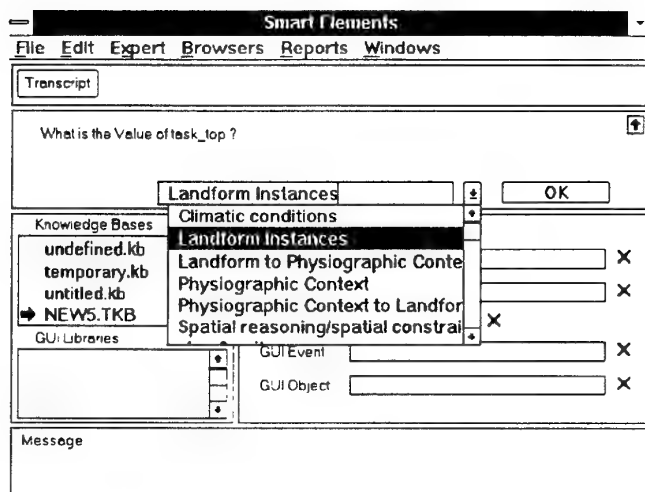 Smart Elements
File Edit Expert Browsers Reports Windows
Transcript
What is the Value of task_top ?
Landform Instances
OK
Climatic conditions
Landform Instances
Landform to Physiographic Conte
Physiographic Context
Physiographic Context to Landfor
Spatial reasoning/spatial constrai
Knowledge Bases
undefined.kb
temporary.kb
untitled.kb
NEW5.TKB
GUI Libraries
GUI Event
GUI Object
Message